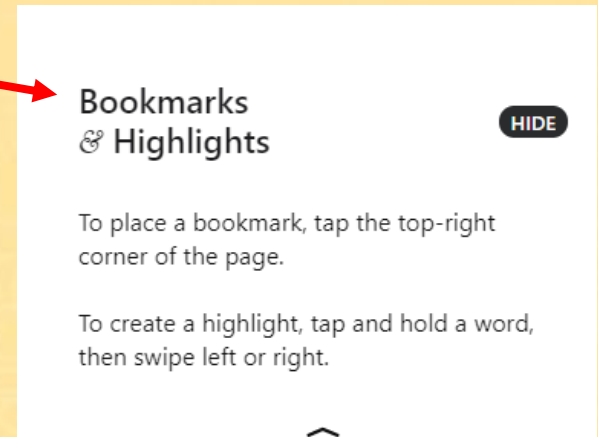 Bookmarks
& Highlights
HIDE
To place a bookmark, tap the top-right
corner of the page.
To create a highlight, tap and hold a word,
then swipe left or right.